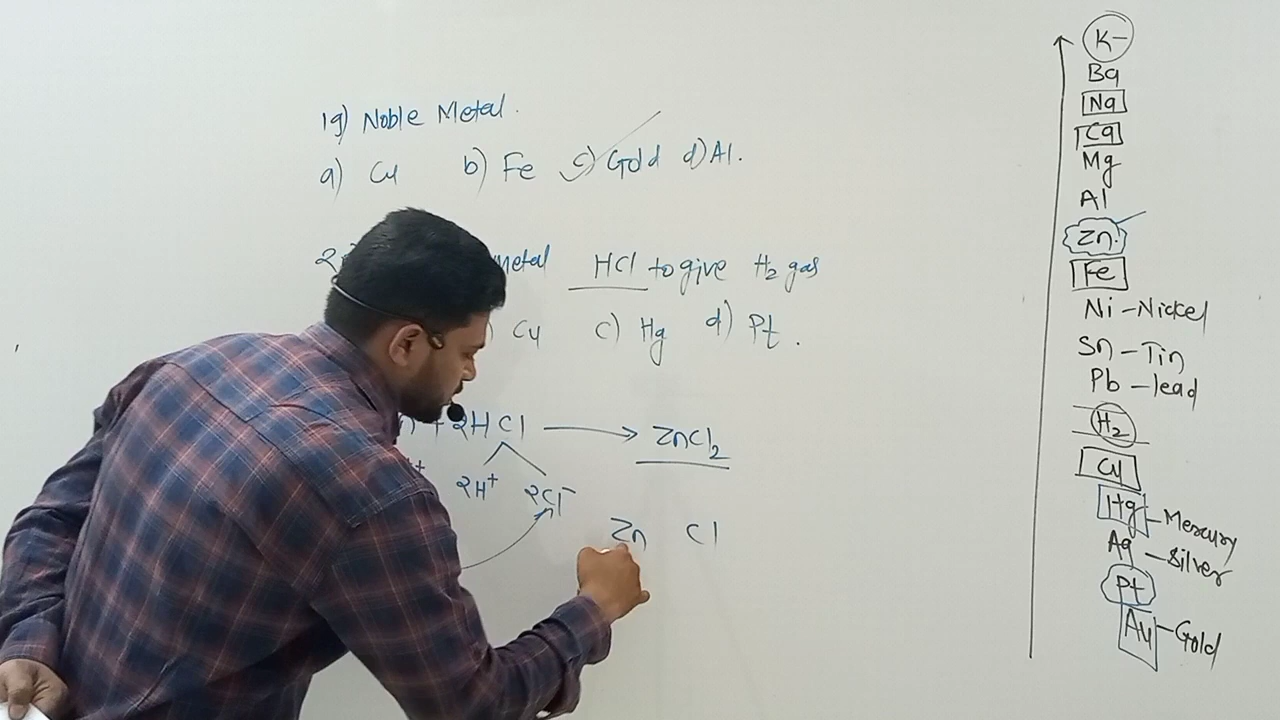 19) Noble Metal.
a) Cu b) Fe c) Gold d) Al.
metal HCl to give H2 gas
) Cu c) Hg d) Pt.
+ 2HCl → ZnCl2
2H+ 2Cl-
Zn Cl
K
Ba
Na
Ca
Mg
Al
Zn
Fe
Ni - Nickel
Sn - Tin
Pb - lead
H2
Cu
Hg - Mercury
Ag - Silver
Pt
Au - Gold